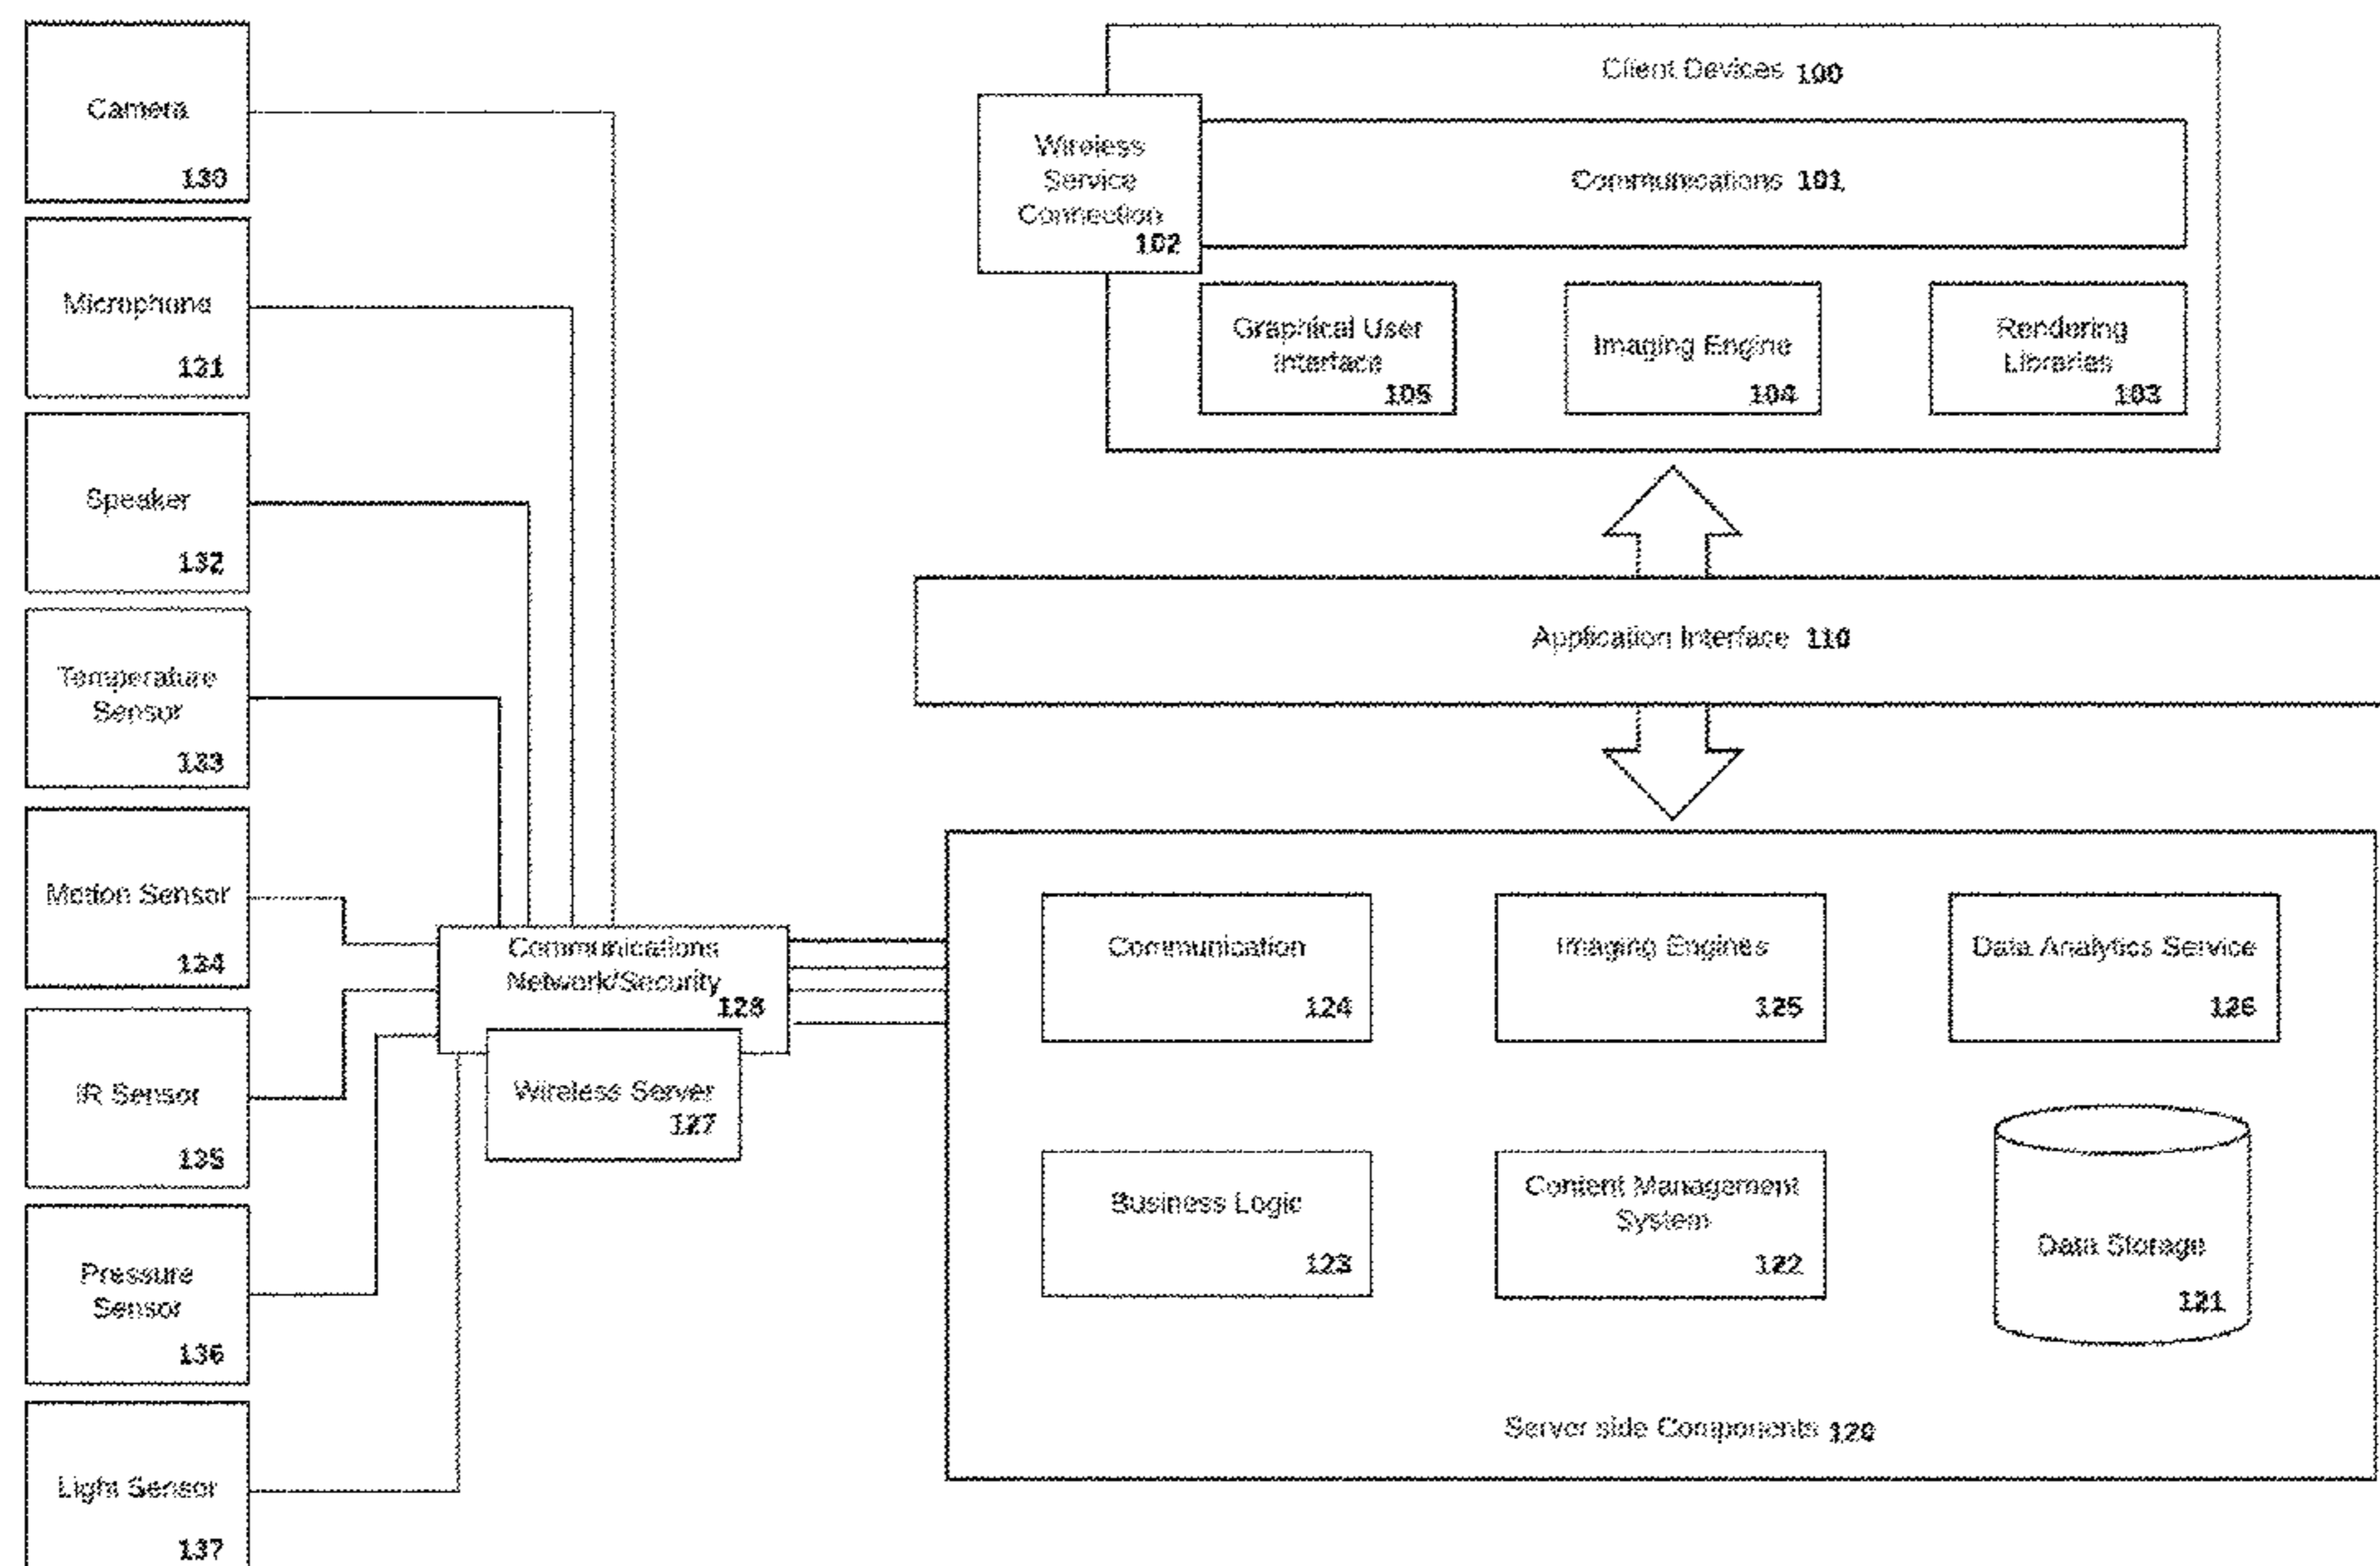 Camera
130
Microphone
131
Speaker
132
Temperature
Sensor
133
Motion Sensor
134
IR Sensor
135
Pressure
Sensor
136
Light Sensor
137
Communications
Network/Security
128
Wireless Server
127
Client Devices 100
Wireless
Service
Connection
102
Communications 101
Graphical User
Interface
105
Imaging Engine
104
Rendering
Libraries
103
Application Interface 110
Communication
124
Imaging Engines
125
Data Analytics Service
126
Business Logic
123
Content Management
System
122
Data Storage
121
Server side Components 120